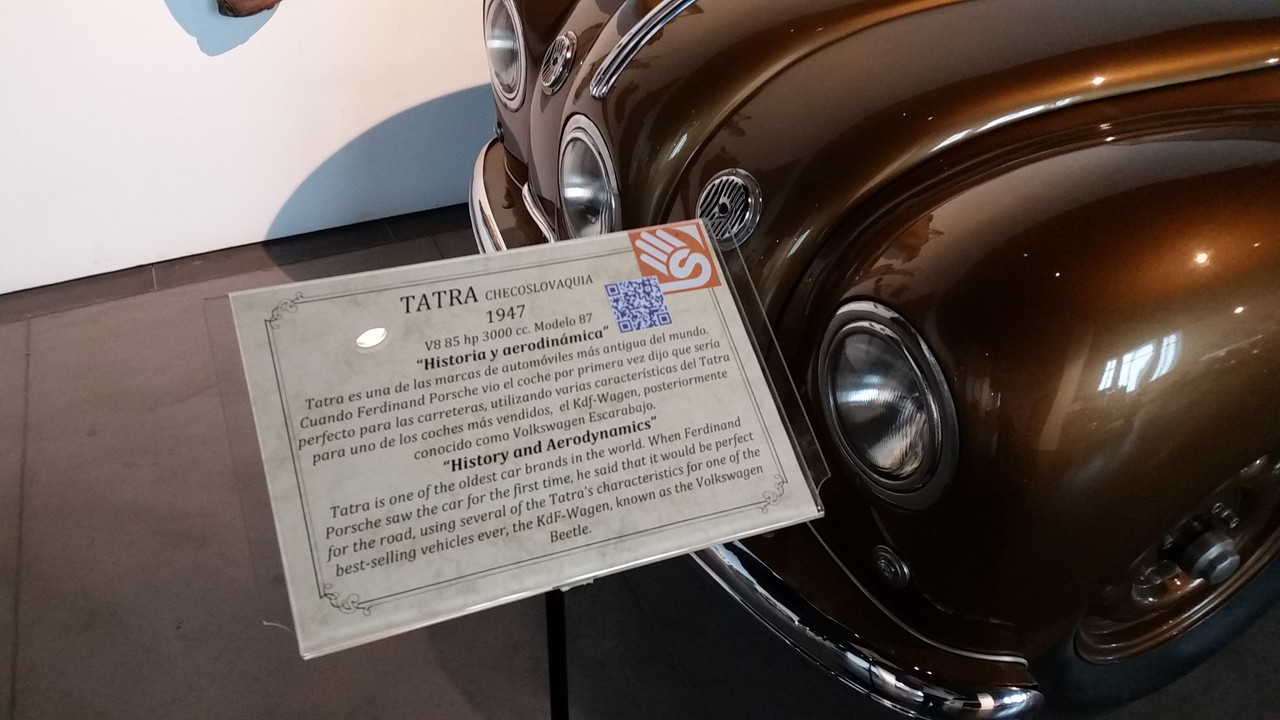 TATRA CHECOSLOVAQUIA
1947
V8 85 hp 3000 cc. Modelo 87
“Historia y aerodinámica”
Tatra es una de las marcas de automóviles más antigua del mundo.
Cuando Ferdinand Porsche vio el coche por primera vez dijo que sería
perfecto para las carreteras, utilizando varias características del Tatra
para uno de los coches más vendidos, el Kdf-Wagen, posteriormente
conocido como Volkswagen Escarabajo.
“History and Aerodynamics”
Tatra is one of the oldest car brands in the world. When Ferdinand
Porsche saw the car for the first time, he said that it would be perfect
for the road, using several of the Tatra's characteristics for one of the
best-selling vehicles ever, the KdF-Wagen, known as the Volkswagen
Beetle.